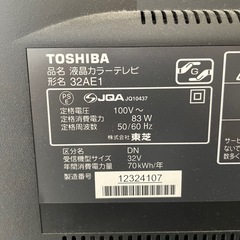 TOSHIBA
品名 液晶カラーテレビ
形名 32AE1
PS
E
JQA JQ10437
定格電圧 100V~
定格消費電力 83 W
定格周波数 50/60 Hz
株式会社 東芝
区分名 DN
受信機型サイズ 32V
年間消費電力量 70kWh/年
製造番号 12324107